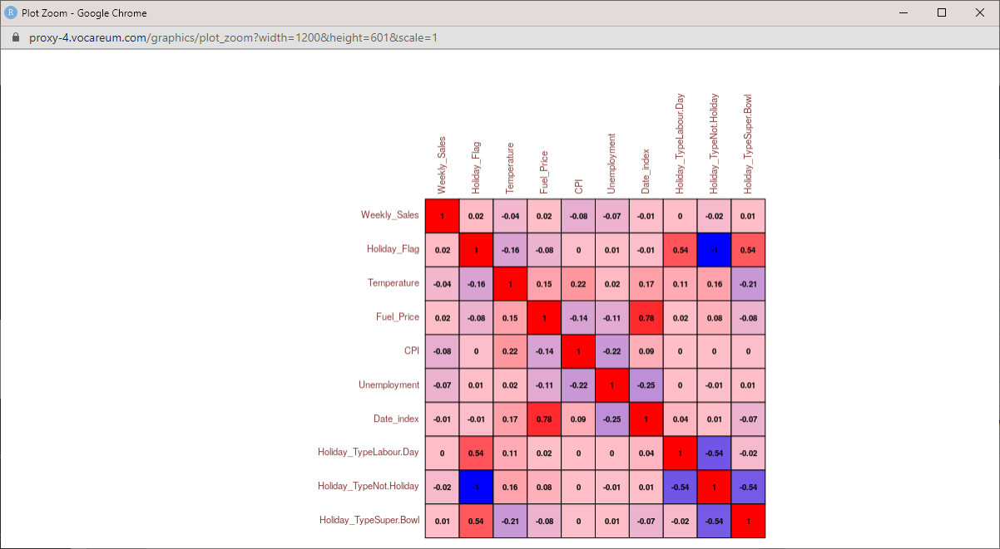 R Plot Zoom - Google Chrome
proxy-4.vocareum.com/graphics/plot_zoom?width=1200&height=601&scale=1
Weekly_Sales Holiday_Flag Temperature Fuel_Price CPI Unemployment Date_index Holiday_TypeLabour.Day Holiday_TypeNot.Holiday Holiday_TypeSuper.Bowl
Weekly_Sales 1 0.02 -0.04 0.02 -0.08 -0.07 -0.01 0 -0.02 0.01
Holiday_Flag 0.02 1 -0.16 -0.08 0 0.01 -0.01 0.54 -1 0.54
Temperature -0.04 -0.16 1 0.15 0.22 0.02 0.17 0.11 0.16 -0.21
Fuel_Price 0.02 -0.08 0.15 1 -0.14 -0.11 0.78 0.02 0.08 -0.08
CPI -0.08 0 0.22 -0.14 1 -0.22 0.09 0 0 0
Unemployment -0.07 0.01 0.02 -0.11 -0.22 1 -0.25 0 -0.01 0.01
Date_index -0.01 -0.01 0.17 0.78 0.09 -0.25 1 0.04 0.01 -0.07
Holiday_TypeLabour.Day 0 0.54 0.11 0.02 0 0 0.04 1 -0.54 -0.02
Holiday_TypeNot.Holiday -0.02 -1 0.16 0.08 0 -0.01 0.01 -0.54 1 -0.54
Holiday_TypeSuper.Bowl 0.01 0.54 -0.21 -0.08 0 0.01 -0.07 -0.02 -0.54 1